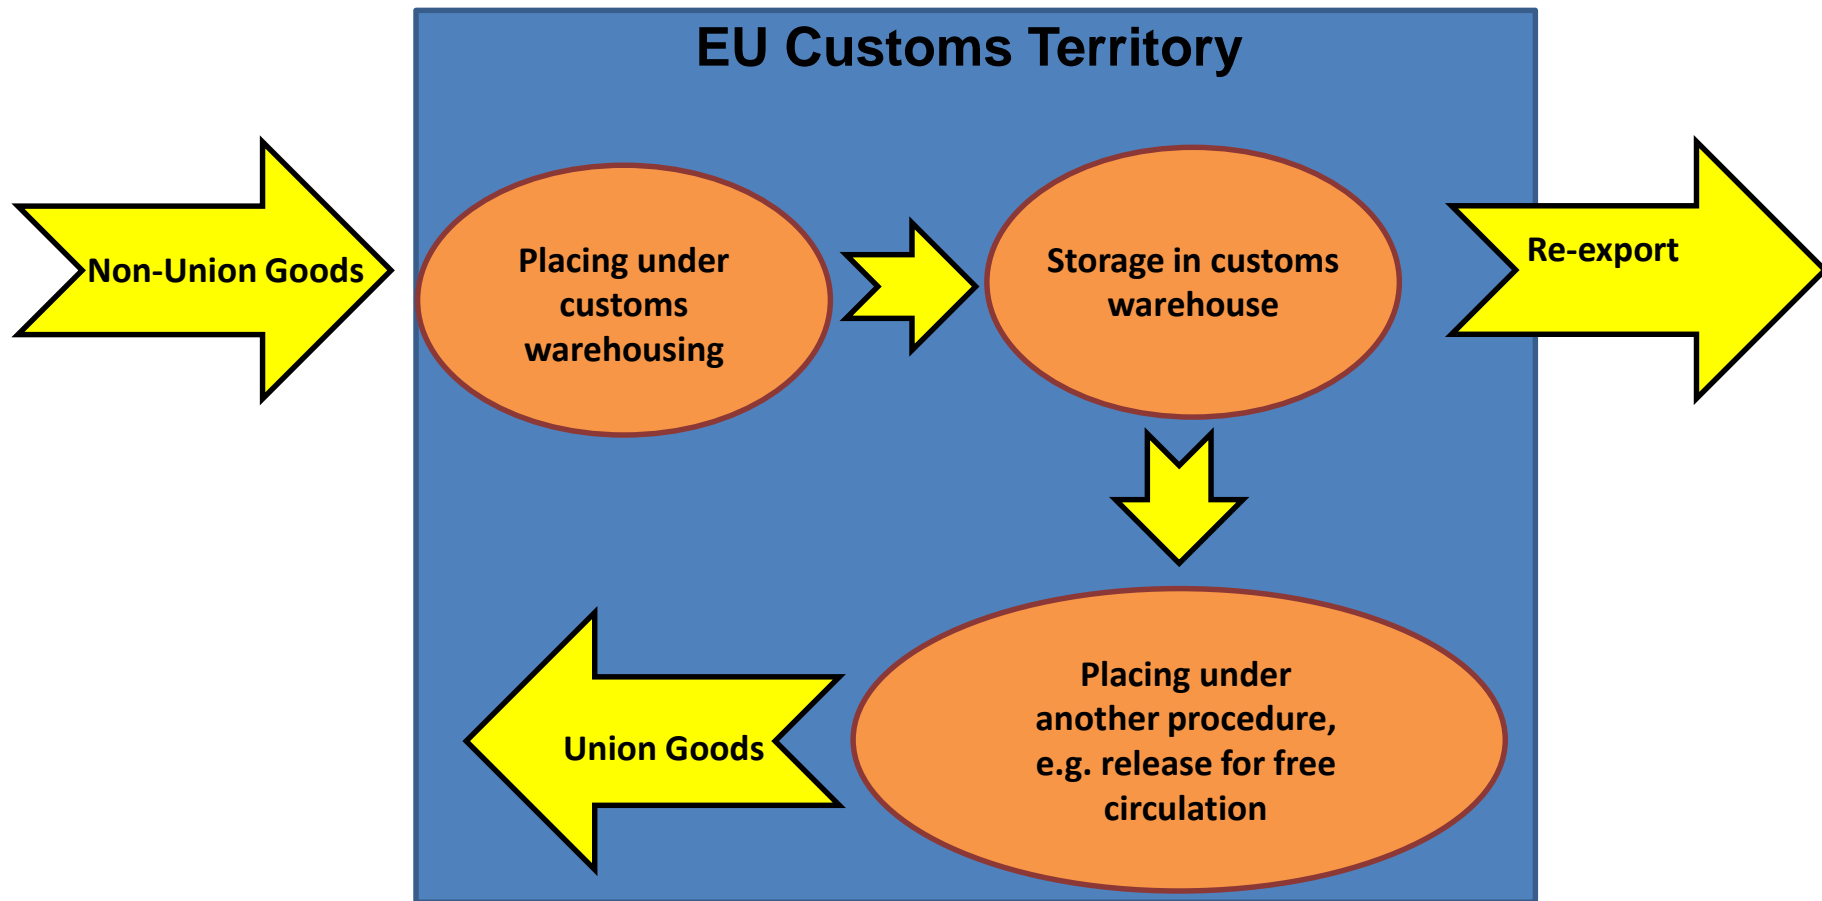 EU Customs Territory
Non-Union Goods
Placing under
customs
warehousing
Storage in customs
warehouse
Re-export
Placing under
another procedure,
e.g. release for free
circulation
Union Goods